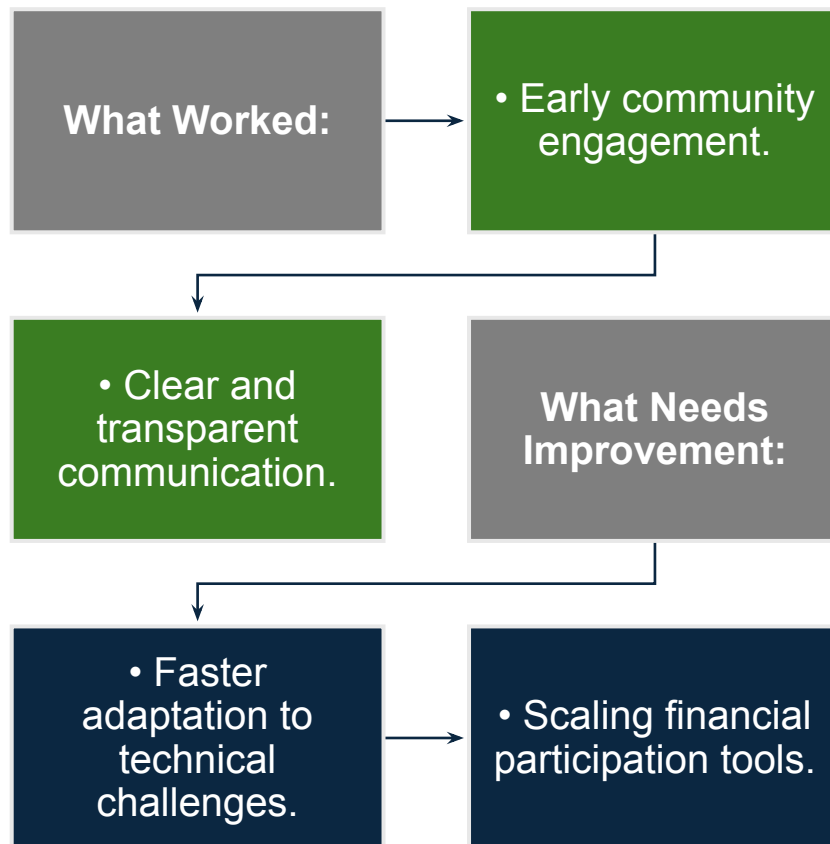 What Worked:
• Early community
engagement.
• Clear and
transparent
communication.
What Needs
Improvement:
• Faster
adaptation to
technical
challenges.
• Scaling financial
participation tools.